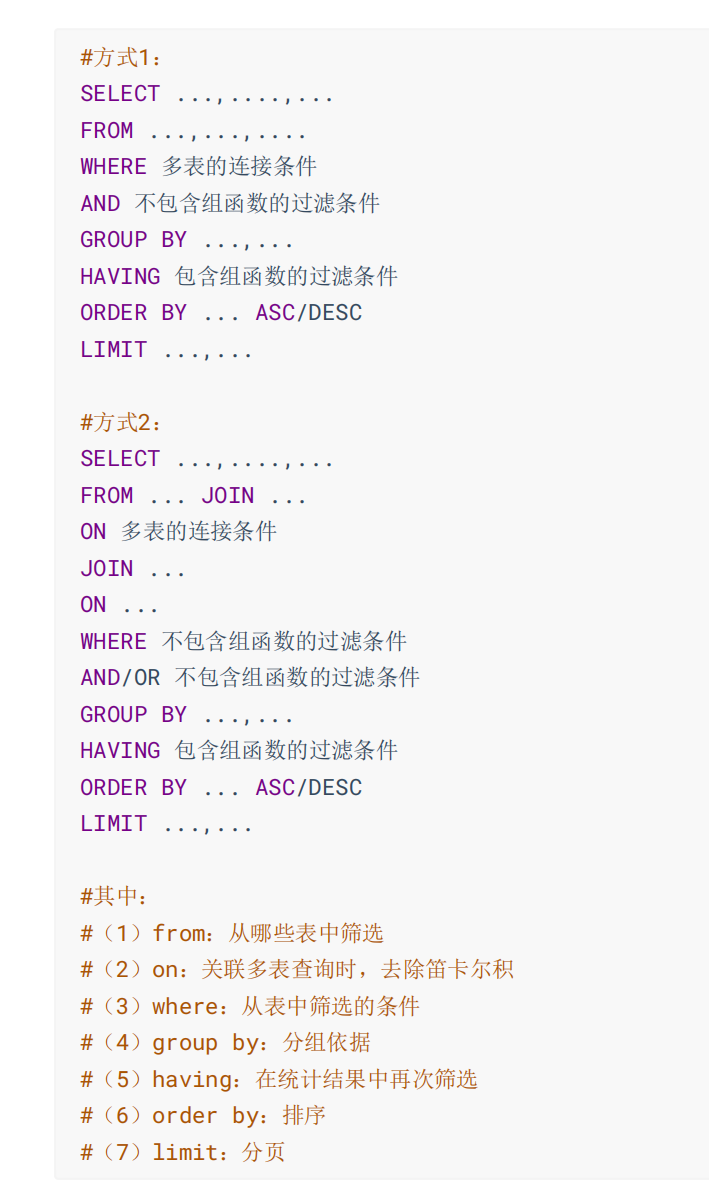 #方式1：
SELECT ...,....,...
FROM ...,...,....
WHERE 多表的连接条件
AND 不包含组函数的过滤条件
GROUP BY ...,...
HAVING 包含组函数的过滤条件
ORDER BY ... ASC/DESC
LIMIT ...,...
#方式2：
SELECT ...,....,...
FROM ... JOIN ...
ON 多表的连接条件
JOIN ...
ON ...
WHERE 不包含组函数的过滤条件
AND/OR 不包含组函数的过滤条件
GROUP BY ...,...
HAVING 包含组函数的过滤条件
ORDER BY ... ASC/DESC
LIMIT ...,...
#其中：
#（1）from：从哪些表中筛选
#（2）on：关联多表查询时，去除笛卡尔积
#（3）where：从表中筛选的条件
#（4）group by：分组依据
#（5）having：在统计结果中再次筛选
#（6）order by：排序
#（7）limit：分页